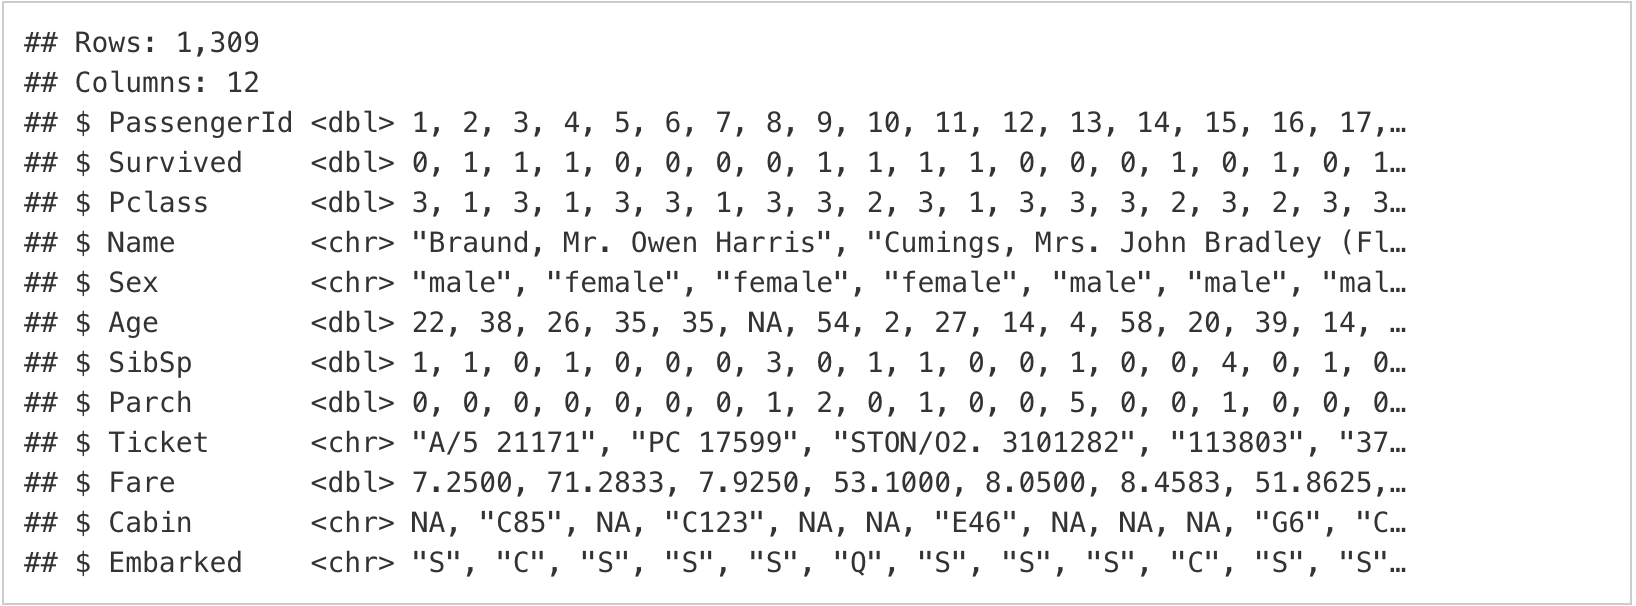 ## Rows: 1,309
## Columns: 12
## $ PassengerId <dbl> 1, 2, 3, 4, 5, 6, 7, 8, 9, 10, 11, 12, 13, 14, 15, 16, 17,…
## $ Survived    <dbl> 0, 1, 1, 1, 0, 0, 0, 0, 1, 1, 1, 1, 0, 0, 0, 1, 0, 1, 0, 1…
## $ Pclass      <dbl> 3, 1, 3, 1, 3, 3, 1, 3, 3, 2, 3, 1, 3, 3, 3, 2, 3, 2, 3, 3…
## $ Name        <chr> "Braund, Mr. Owen Harris", "Cumings, Mrs. John Bradley (Fl…
## $ Sex         <chr> "male", "female", "female", "female", "male", "male", "mal…
## $ Age         <dbl> 22, 38, 26, 35, 35, NA, 54, 2, 27, 14, 4, 58, 20, 39, 14, …
## $ SibSp       <dbl> 1, 1, 0, 1, 0, 0, 0, 3, 0, 1, 1, 0, 0, 1, 0, 0, 4, 0, 1, 0…
## $ Parch       <dbl> 0, 0, 0, 0, 0, 0, 0, 1, 2, 0, 1, 0, 0, 5, 0, 0, 1, 0, 0, 0…
## $ Ticket      <chr> "A/5 21171", "PC 17599", "STON/O2. 3101282", "113803", "37…
## $ Fare        <dbl> 7.2500, 71.2833, 7.9250, 53.1000, 8.0500, 8.4583, 51.8625,…
## $ Cabin       <chr> NA, "C85", NA, "C123", NA, NA, "E46", NA, NA, NA, "G6", "C…
## $ Embarked    <chr> "S", "C", "S", "S", "S", "Q", "S", "S", "S", "C", "S", "S"…